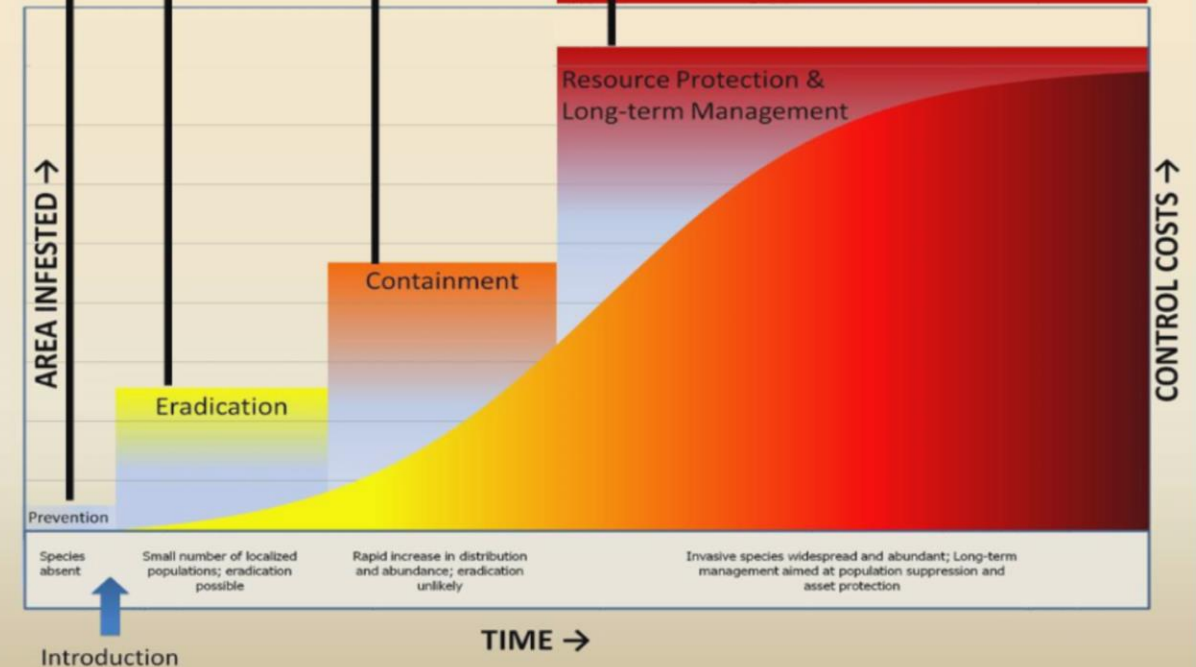 Resource Protection &
Long-term Management
Containment
Eradication
Prevention
AREA INFESTED →
CONTROL COSTS →
Species
absent
Small number of localized
populations; eradication
possible
Rapid increase in distribution
and abundance; eradication
unlikely
Invasive species widespread and abundant; Long-term
management aimed at population suppression and
asset protection
TIME →
Introduction